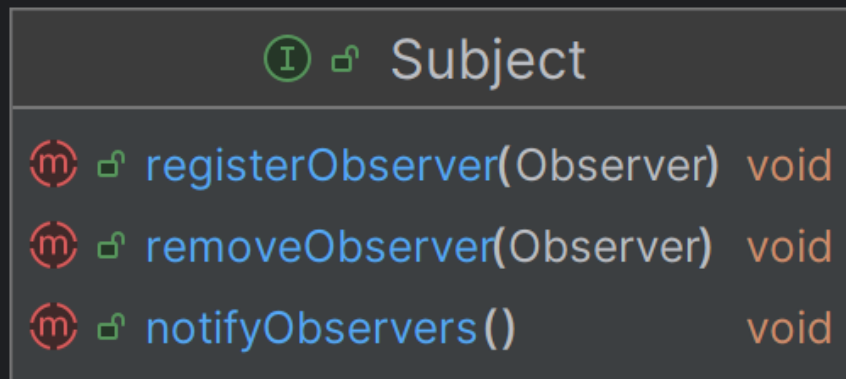 I Subject
m registerObserver(Observer) void
m removeObserver(Observer) void
m notifyObservers() void